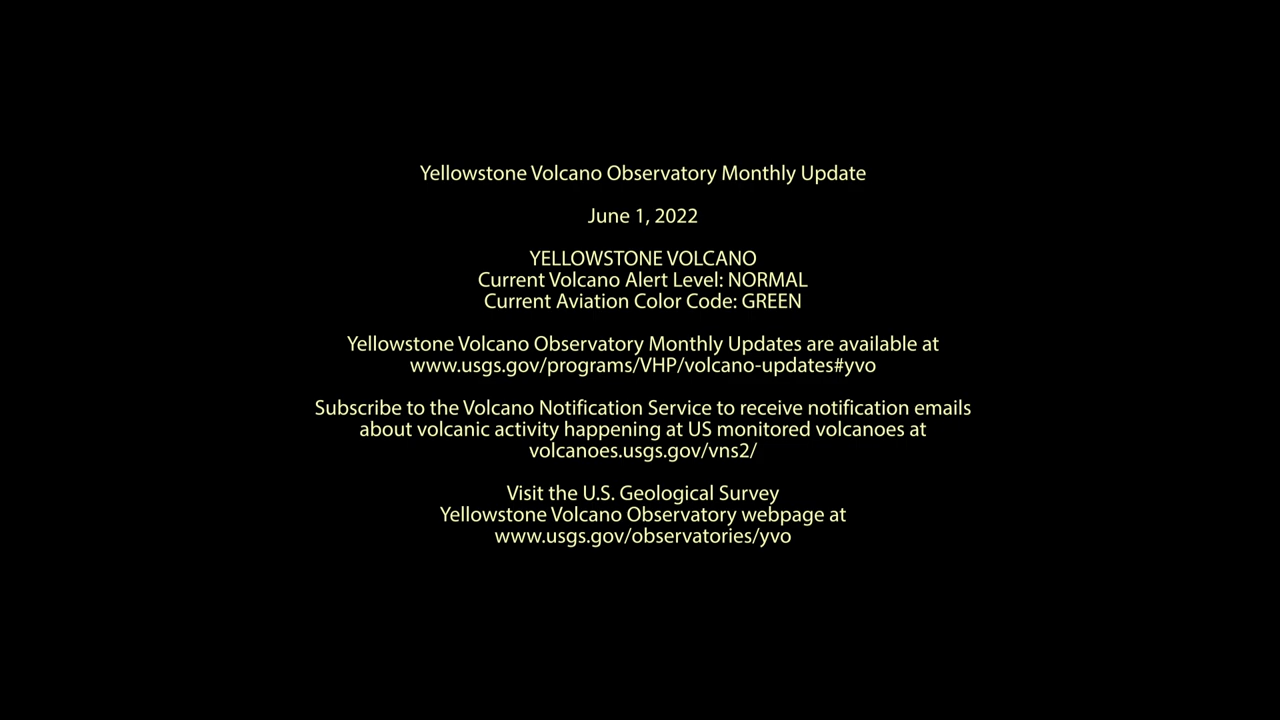 Yellowstone Volcano Observatory Monthly Update
June 1, 2022
YELLOWSTONE VOLCANO
Current Volcano Alert Level: NORMAL
Current Aviation Color Code: GREEN
Yellowstone Volcano Observatory Monthly Updates are available at
www.usgs.gov/programs/VHP/volcano-updates#yvo
Subscribe to the Volcano Notification Service to receive notification emails
about volcanic activity happening at US monitored volcanoes at
volcanoes.usgs.gov/vns2/
Visit the U.S. Geological Survey
Yellowstone Volcano Observatory webpage at
www.usgs.gov/observatories/yvo